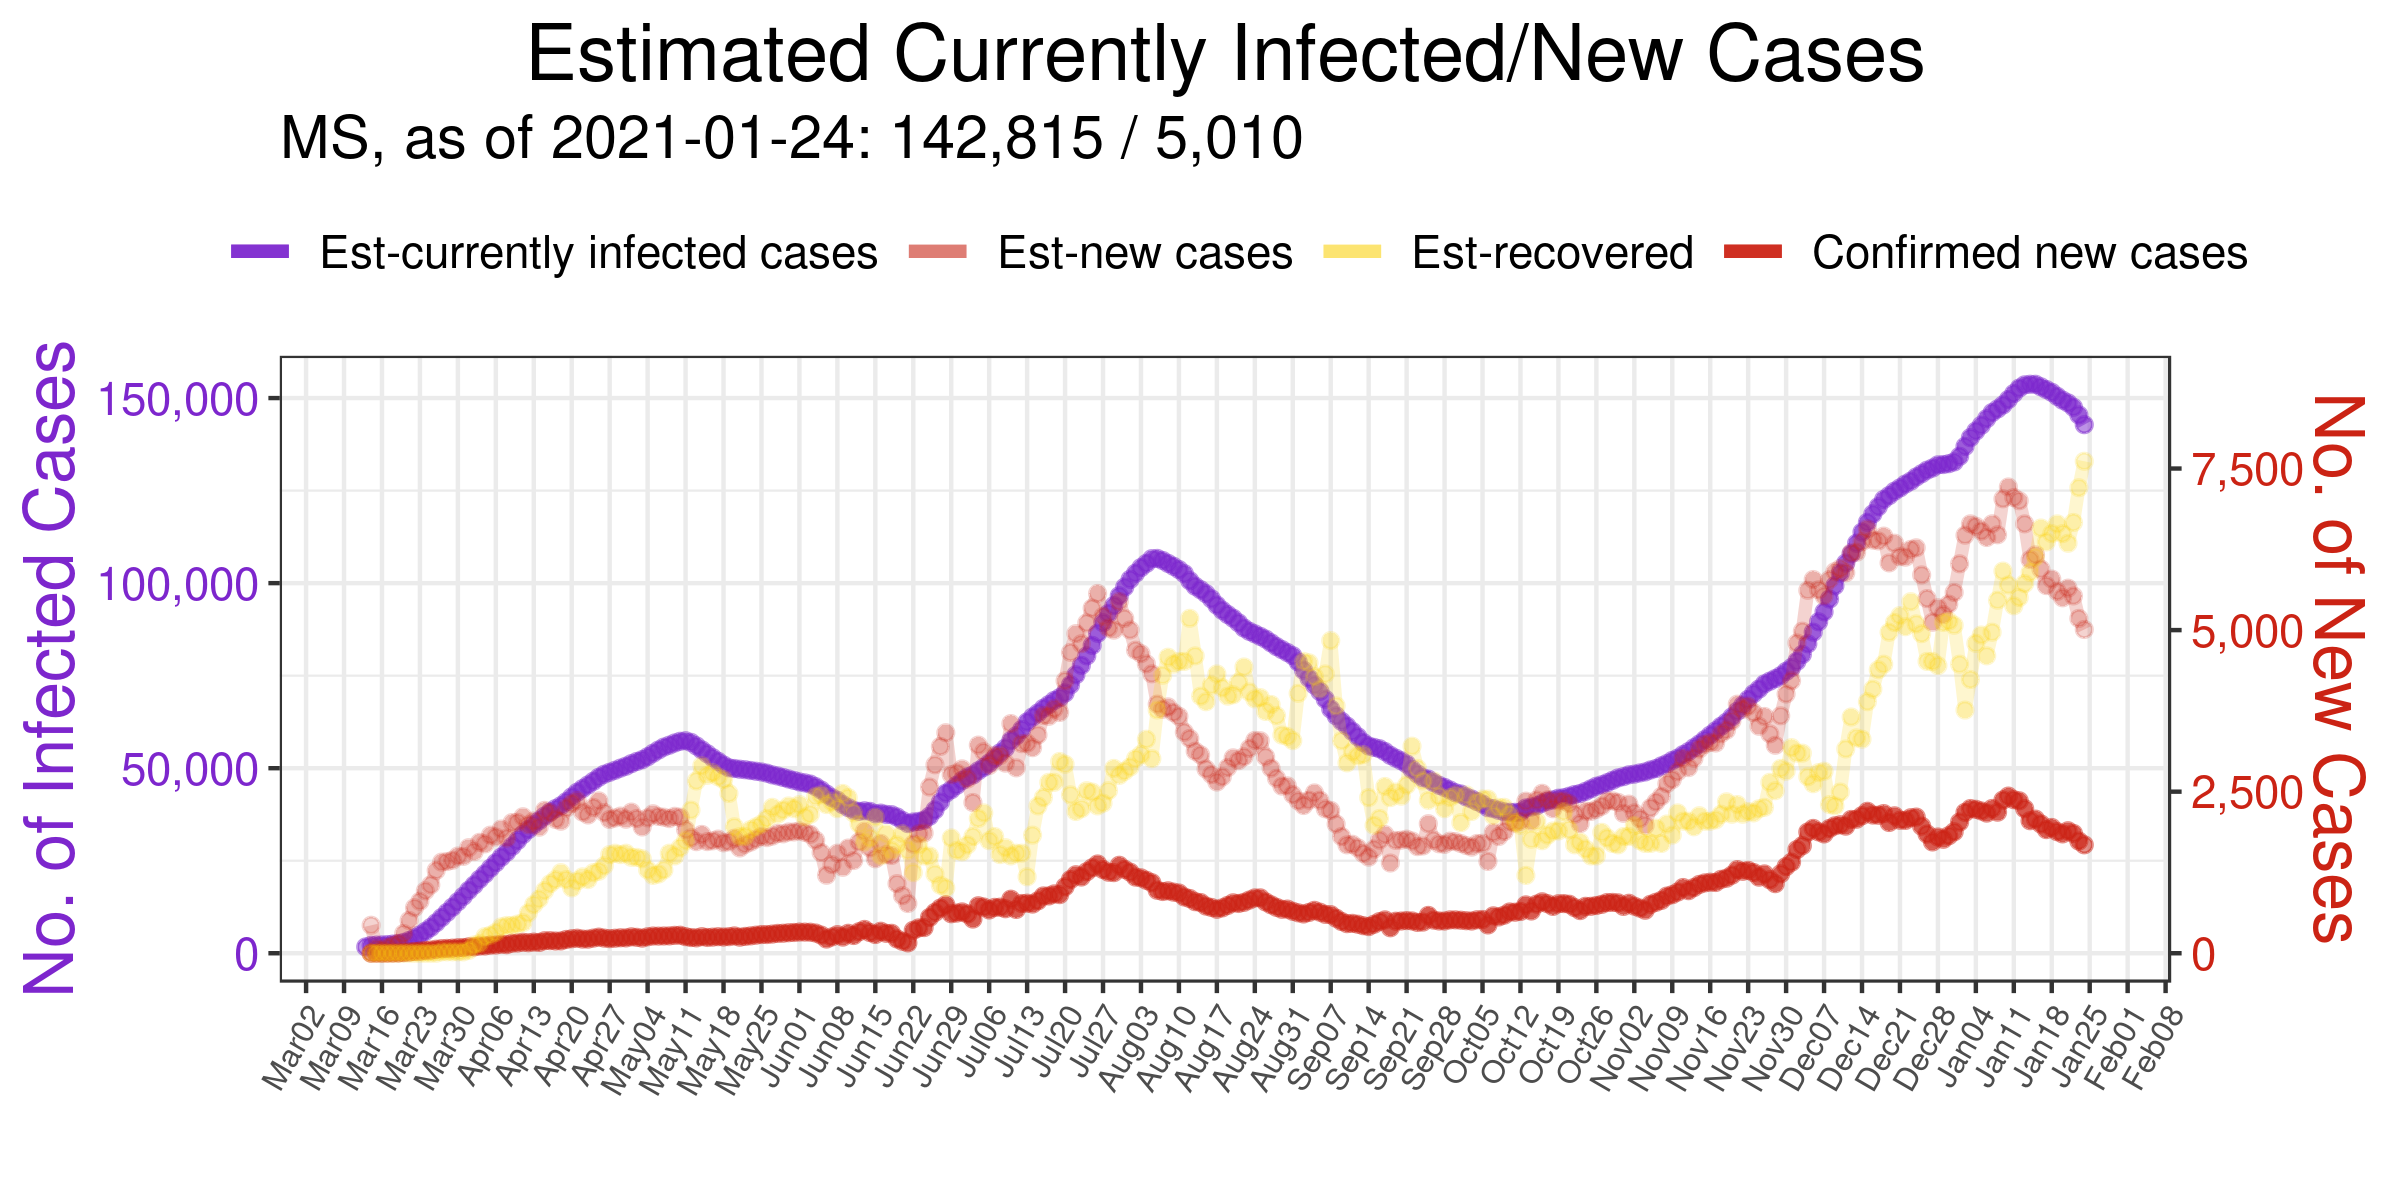 Estimated Currently Infected/New Cases
MS, as of 2021-01-24: 142,815 / 5,010
Est-currently infected cases Est-new cases Est-recovered Confirmed new cases
No. of Infected Cases
150,000
100,000
50,000
0
7,500
5,000
2,500
0
No. of New Cases
Mar02 Mar09 Mar16 Mar23 Mar30 Apr06 Apr13 Apr20 Apr27 May04 May11 May18 May25 Jun01 Jun08 Jun15 Jun22 Jun29 Jul06 Jul13 Jul20 Jul27 Aug03 Aug10 Aug17 Aug24 Aug31 Sep07 Sep14 Sep21 Sep28 Oct05 Oct12 Oct19 Oct26 Nov02 Nov09 Nov16 Nov23 Nov30 Dec07 Dec14 Dec21 Dec28 Jan04 Jan11 Jan18 Jan25 Feb01 Feb08